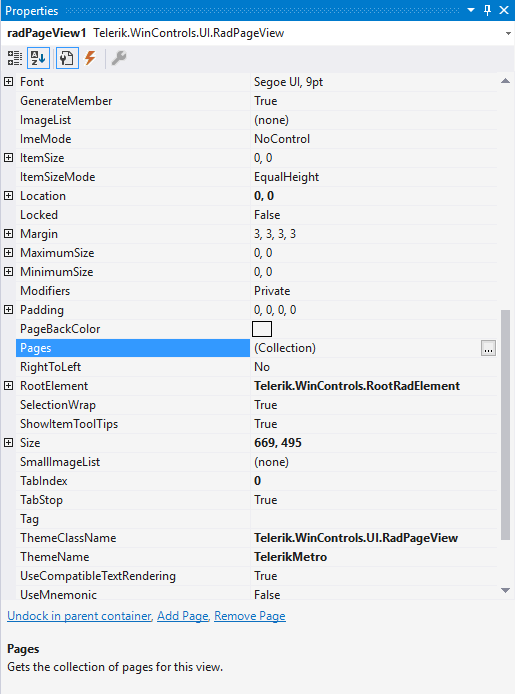 Properties
radPageView1 Telerik.WinControls.UI.RadPageView
Font Segoe UI, 9pt
GenerateMember True
ImageList (none)
ImeMode NoControl
ItemSize 0, 0
ItemSizeMode EqualHeight
Location 0, 0
Locked False
Margin 3, 3, 3, 3
MaximumSize 0, 0
MinimumSize 0, 0
Modifiers Private
Padding 0, 0, 0, 0
PageBackColor
Pages (Collection) ...
RightToLeft No
RootElement Telerik.WinControls.RootRadElement
SelectionWrap True
ShowItemToolTips True
Size 669, 495
SmallImageList (none)
TabIndex 0
TabStop True
Tag
ThemeClassName Telerik.WinControls.UI.RadPageView
ThemeName TelerikMetro
UseCompatibleTextRendering True
UseMnemonic False
Undock in parent container, Add Page, Remove Page
Pages
Gets the collection of pages for this view.